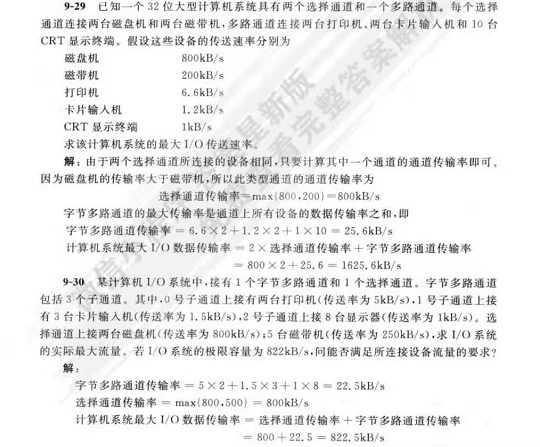 9-29 已知一个 32 位大型计算机系统具有两个选择通道和一个多路通道。每个选择
通道连接两台磁盘机和两台磁带机,多路通道连接两台打印机、两台卡片输入机和 10 台
CRT 显示终端。假设这些设备的传送速率分别为
磁盘机 800kB/s
磁带机 200kB/s
打印机 6.6kB/s
卡片输入机 1.2kB/s
CRT 显示终端 1kB/s
求该计算机系统的最大 I/O 传送速率。
解:由于两个选择通道所连接的设备相同,只要计算其中一个通道的通道传输率即可。
因为磁盘机的传输率大于磁带机,所以此类型通道的通道传输率为
选择通道传输率=max{800,200}=800kB/s
字节多路通道的最大传输率是通道上所有设备的数据传输率之和,即
字节多路通道传输率 = 6.6×2+1.2×2+1×10 = 25.6kB/s
计算机系统最大 I/O 数据传输率 = 2×选择通道传输率+字节多路通道传输率
= 800×2+25.6 = 1625.6kB/s
9-30 某计算机 I/O 系统中,接有 1 个字节多路通道和 1 个选择通道。字节多路通道
包括 3 个子通道。其中,0 号子通道上接有两台打印机(传送率为 5kB/s),1 号子通道上接
有 3 台卡片输入机(传送率为 1.5kB/s),2 号子通道上接 8 台显示器(传送率为 1kB/s)。选
择通道上接两台磁盘机(传送率为 800kB/s);5 台磁带机(传送率为 250kB/s),求 I/O 系统
的实际最大流量。若 I/O 系统的极限容量为 822kB/s,问能否满足所连接设备流量的要求?
解:
字节多路通道传输率 = 5×2+1.5×3+1×8 = 22.5kB/s
选择通道传输率 = max{800,500} = 800kB/s
计算机系统最大 I/O 数据传输率 = 选择通道传输率+字节多路通道传输率
= 800+22.5 = 822.5kB/s